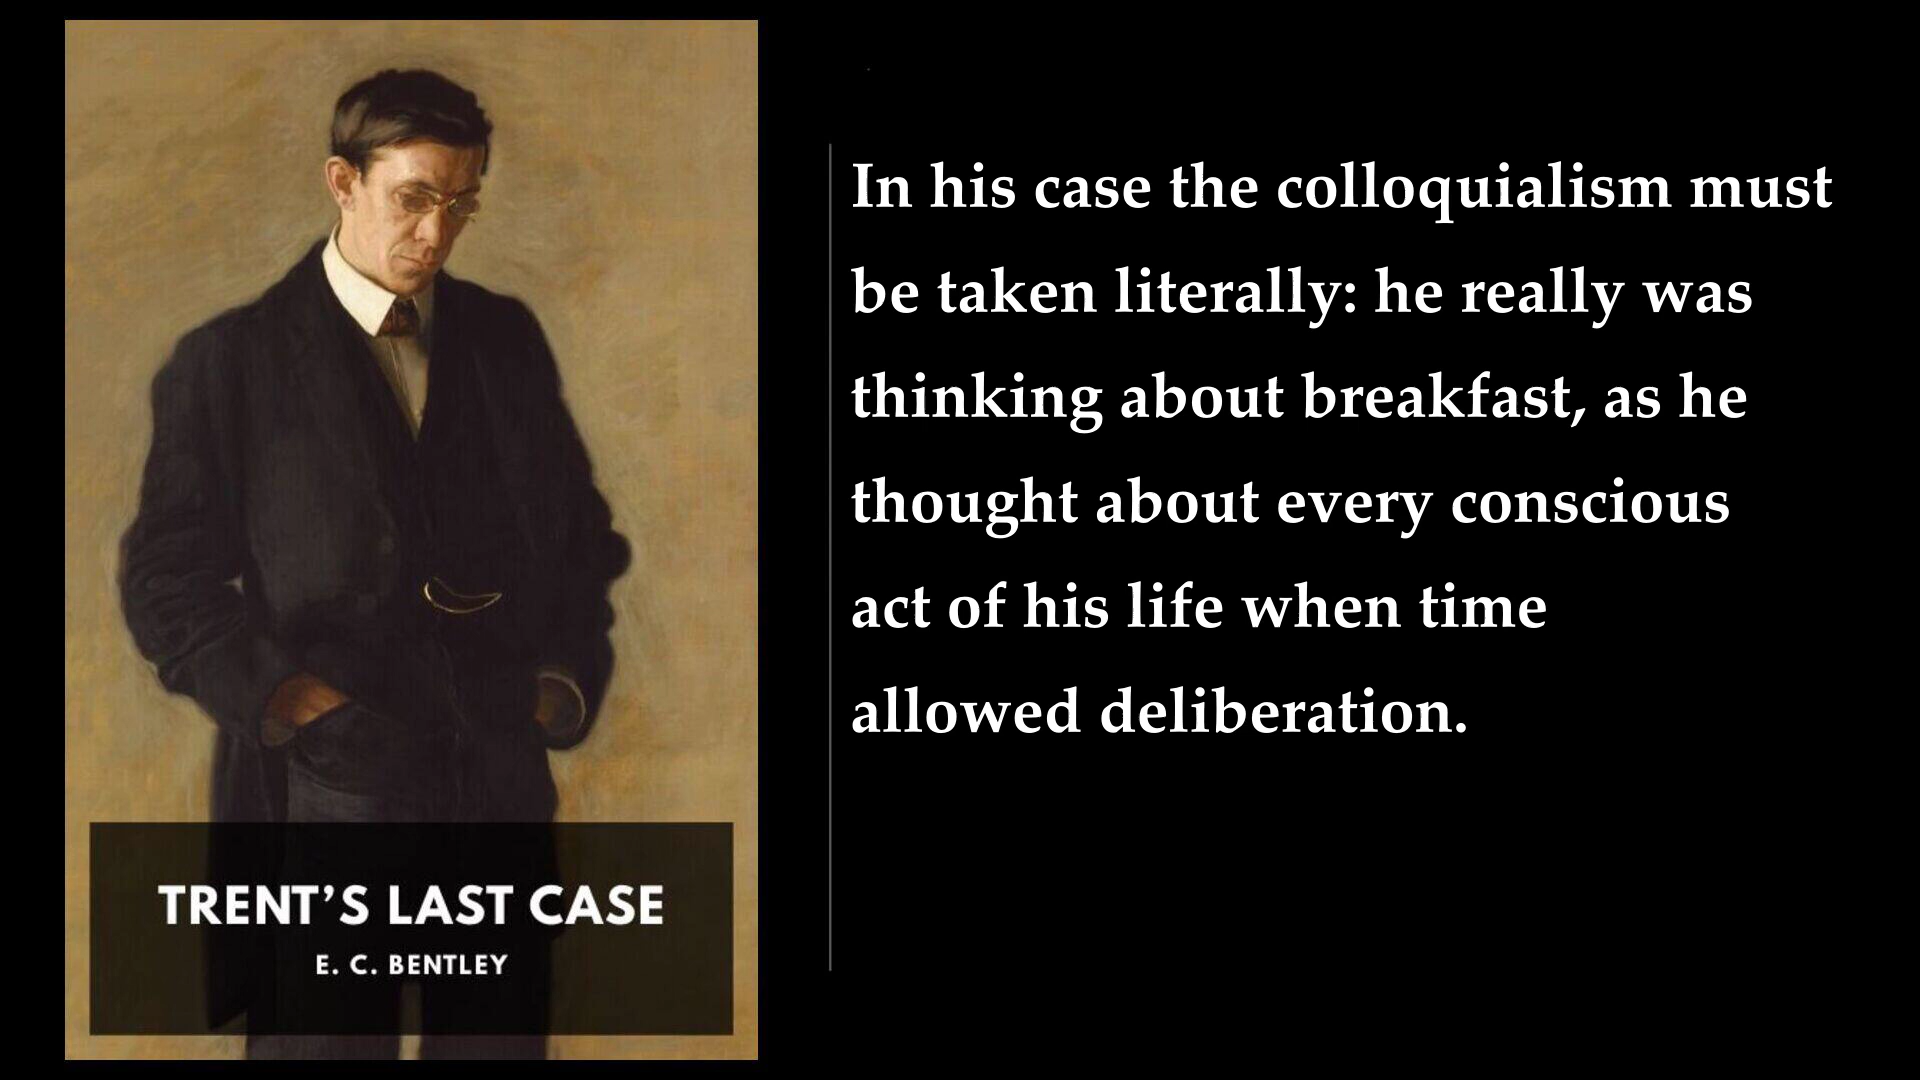 In his case the colloquialism must
be taken literally: he really was
thinking about breakfast, as he
thought about every conscious
act of his life when time
allowed deliberation.
TRENT’S LAST CASE
E. C. BENTLEY